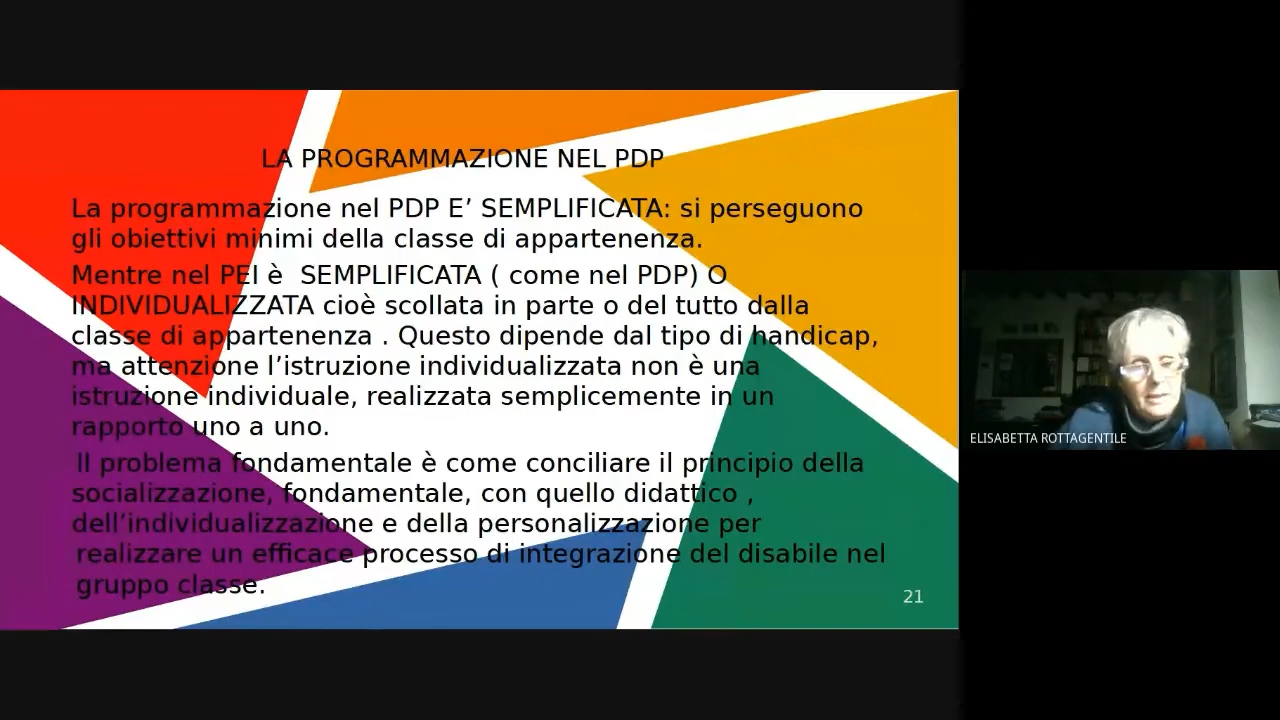 LA PROGRAMMAZIONE NEL PDP
La programmazione nel PDP E’ SEMPLIFICATA: si perseguono
gli obiettivi minimi della classe di appartenenza.
Mentre nel PEI è  SEMPLIFICATA ( come nel PDP) O
INDIVIDUALIZZATA cioè scollata in parte o del tutto dalla
classe di appartenenza . Questo dipende dal tipo di handicap,
ma attenzione l’istruzione individualizzata non è una
istruzione individuale, realizzata semplicemente in un
rapporto uno a uno.
Il problema fondamentale è come conciliare il principio della
socializzazione, fondamentale, con quello didattico ,
dell’individualizzazione e della personalizzazione per
realizzare un efficace processo di integrazione del disabile nel
gruppo classe.
21
ELISABETTA ROTTAGENTILE